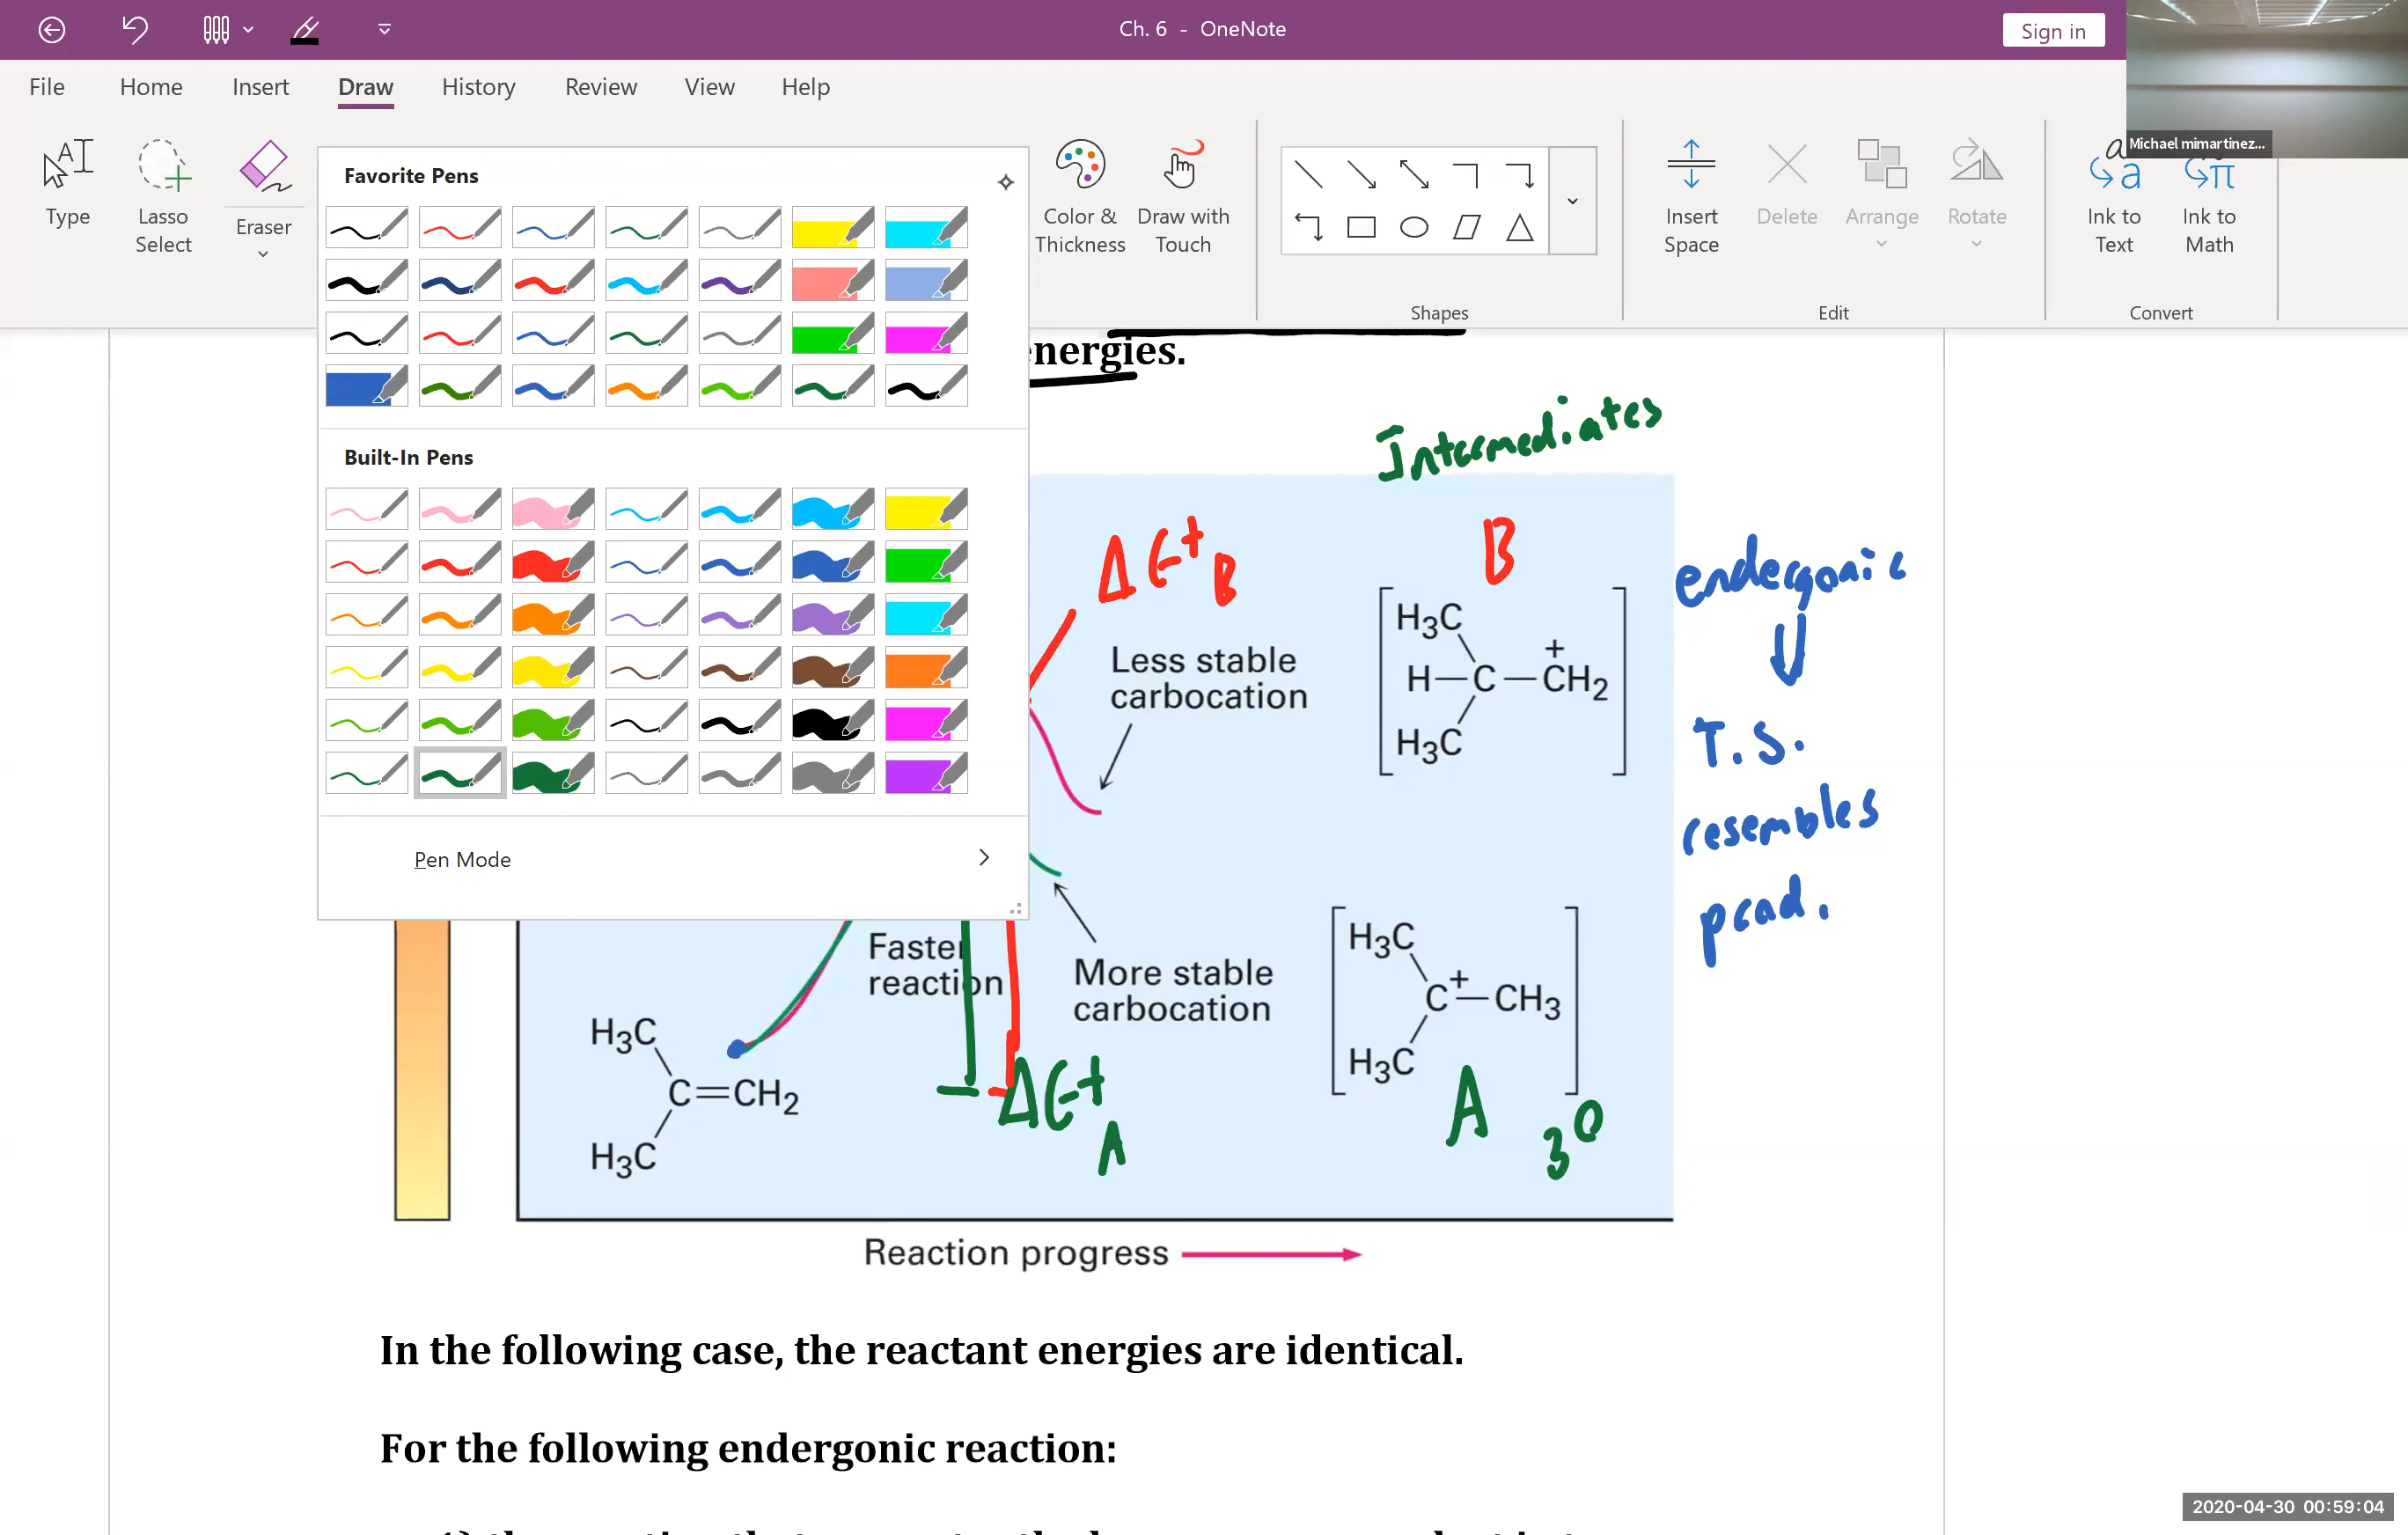 Ch. 6 - OneNote
Sign in
File Home Insert Draw History Review View Help
Michael mimartinez...
Type
Lasso Select
Eraser
Color & Thickness
Draw with Touch
Shapes
Insert Space
Delete
Arrange
Rotate
Edit
Ink to Text
Ink to Math
Convert
Favorite Pens
Built-In Pens
Pen Mode
energies.
Intermediates
ΔE‡B
B
Less stable
carbocation
H3C
H—C—CH2
+
H3C
endergonic
T.S.
resembles
prod.
Faster
reaction
More stable
carbocation
H3C
C+—CH3
H3C
A
3°
H3C
C=CH2
H3C
ΔE‡A
Reaction progress
In the following case, the reactant energies are identical.
For the following endergonic reaction:
2020-04-30 00:59:04